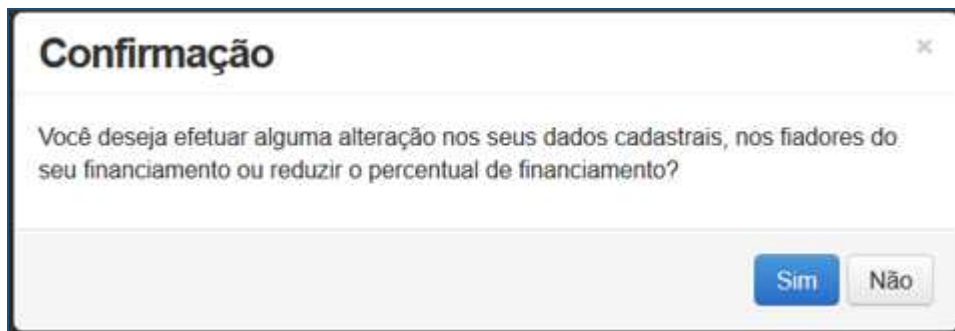 Confirmação
×
Você deseja efetuar alguma alteração nos seus dados cadastrais, nos fiadores do
seu financiamento ou reduzir o percentual de financiamento?
Sim Não